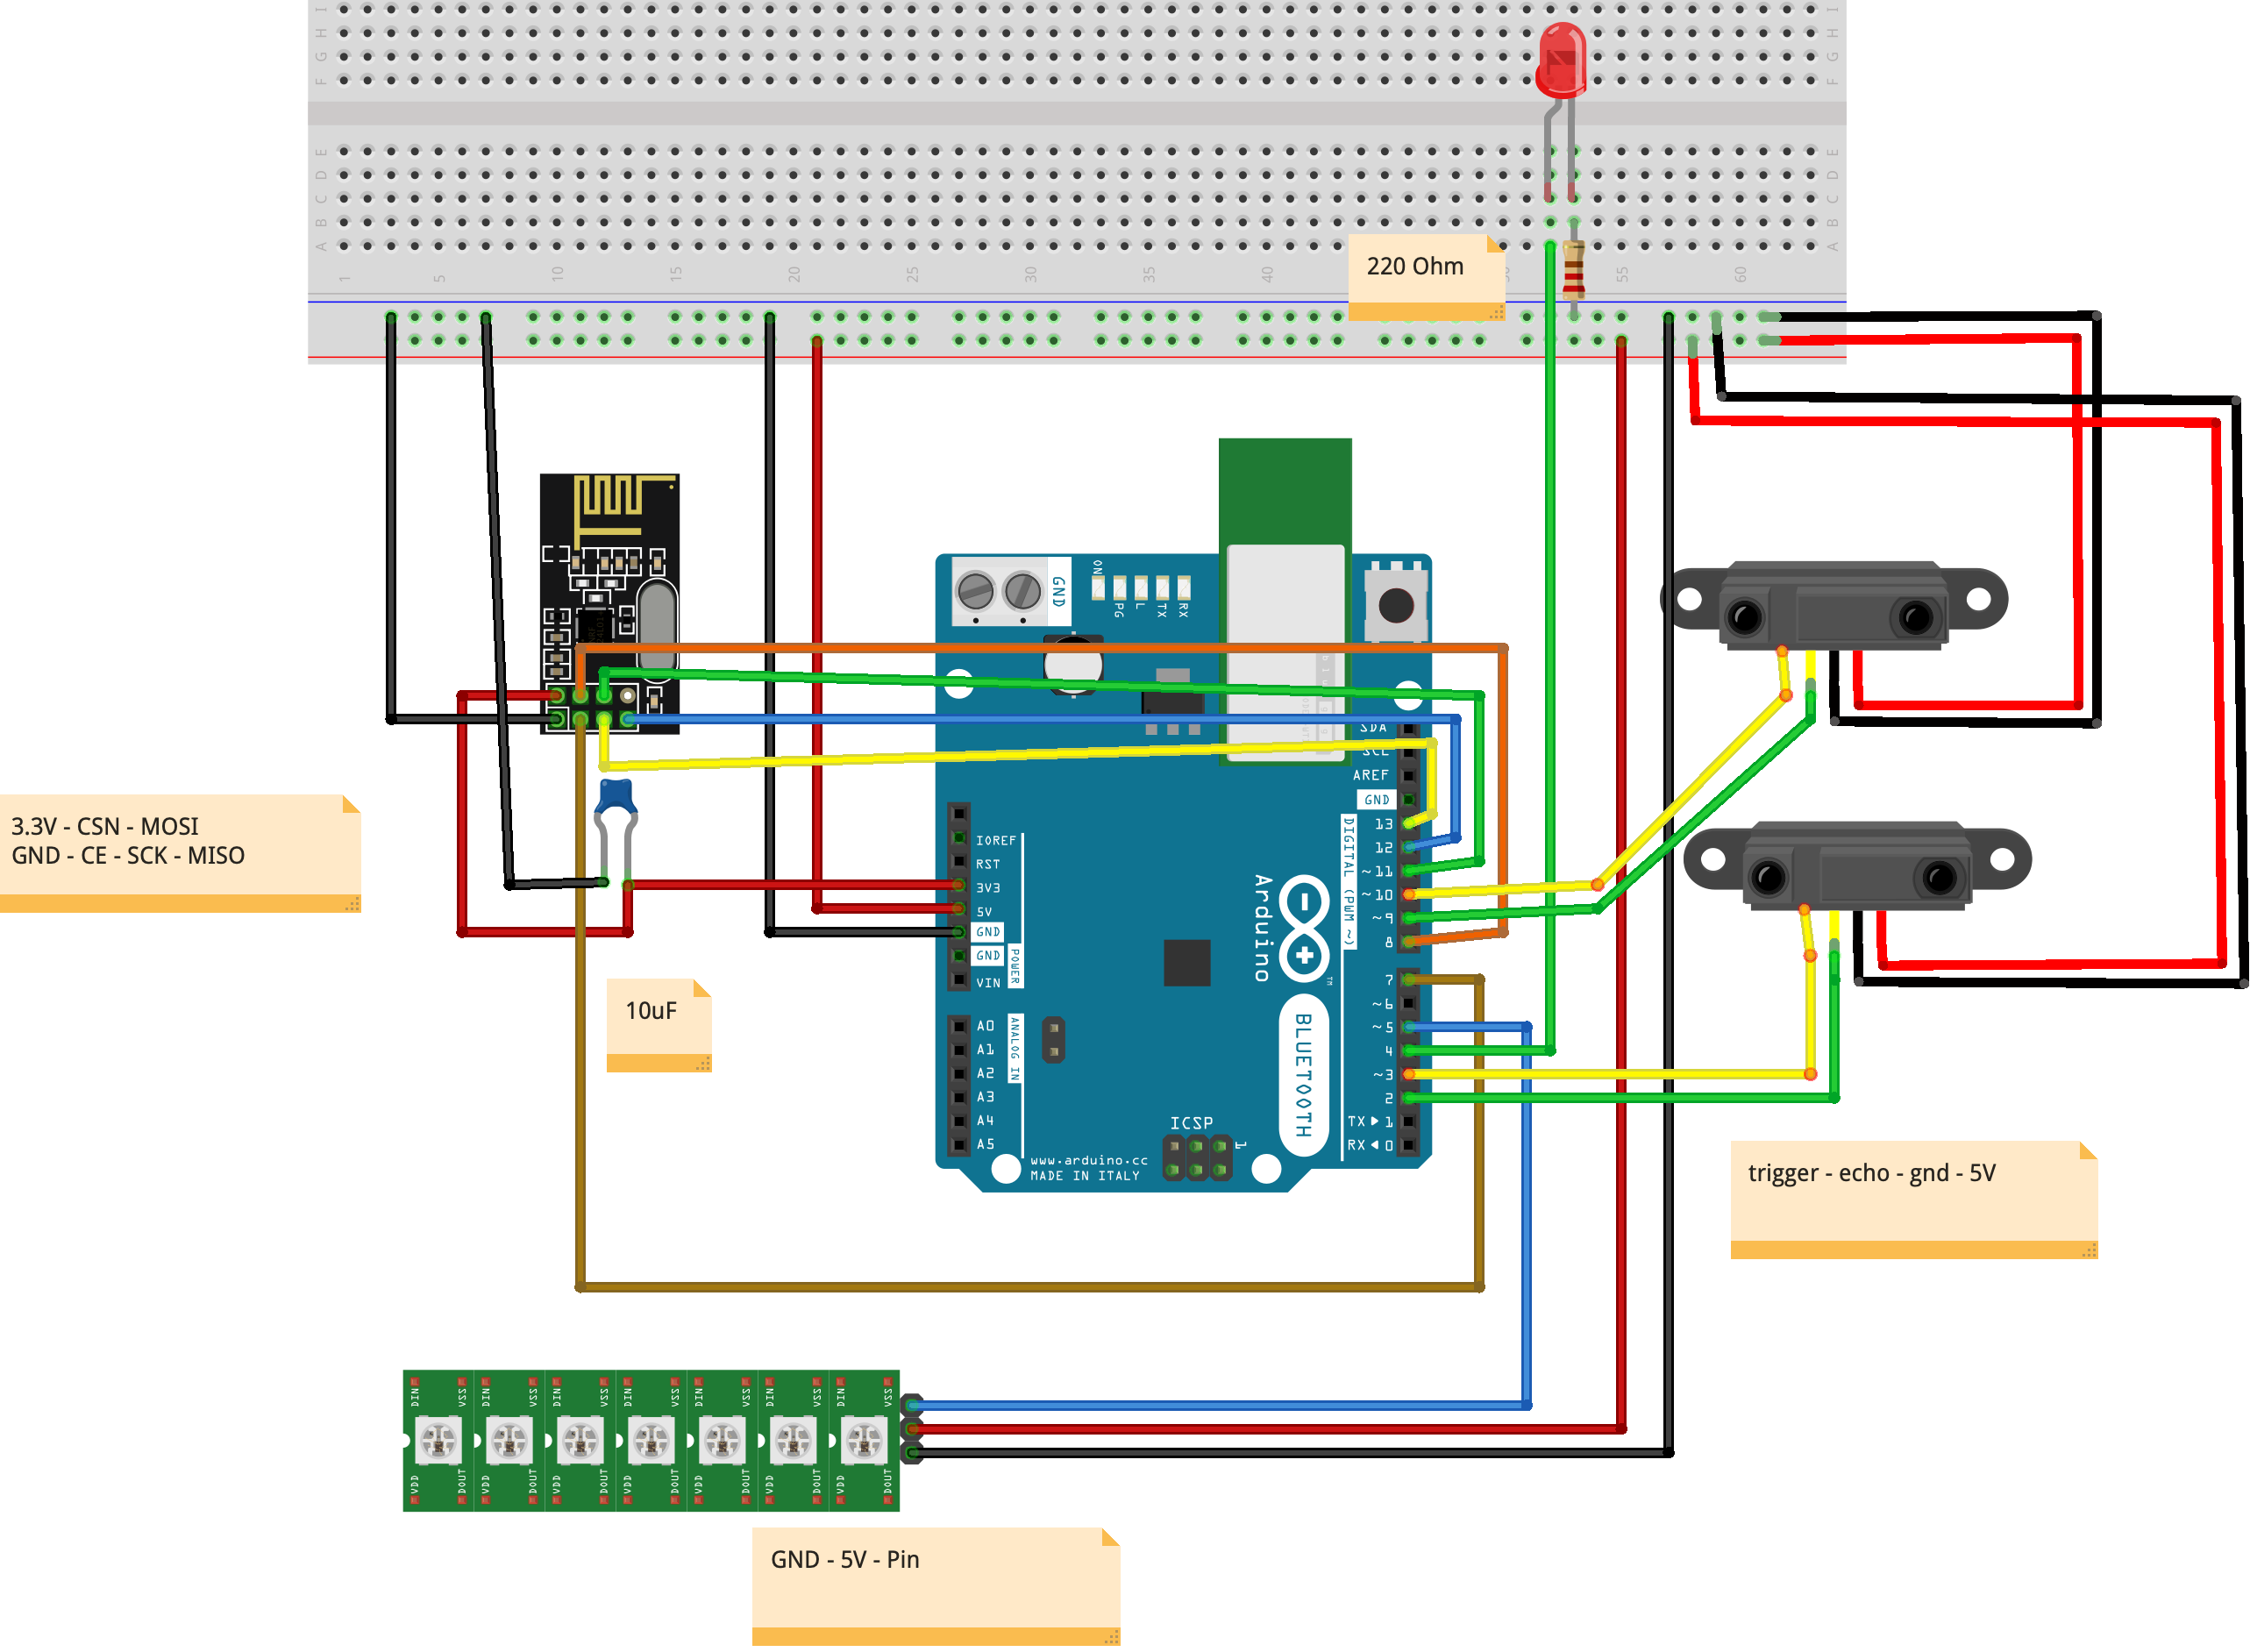 I
H
G
F
I
H
G
F
E
D
C
B
A
E
D
C
B
A
1
5
10
15
20
25
30
35
40
55
60
220 Ohm
3.3V - CSN - MOSI
GND - CE - SCK - MISO
10uF
GND
ON
PG
L
TX
RX
SDA
SCL
AREF
GND
13
12
~11
~10
~9
8
7
~6
~5
4
~3
2
TX ▶ 1
RX ◀ 0
DIGITAL (PWM ~)
IOREF
RST
3V3
5V
GND
GND
VIN
POWER
A0
A1
A2
A3
A4
A5
ANALOG IN
Arduino
TM
BLUETOOTH
ICSP
1
www.arduino.cc
MADE IN ITALY
trigger - echo - gnd - 5V
DIN VSS DIN VSS DIN VSS DIN VSS DIN VSS DIN VSS DIN VSS
VDD DOUT VDD DOUT VDD DOUT VDD DOUT VDD DOUT VDD DOUT VDD DOUT
GND - 5V - Pin